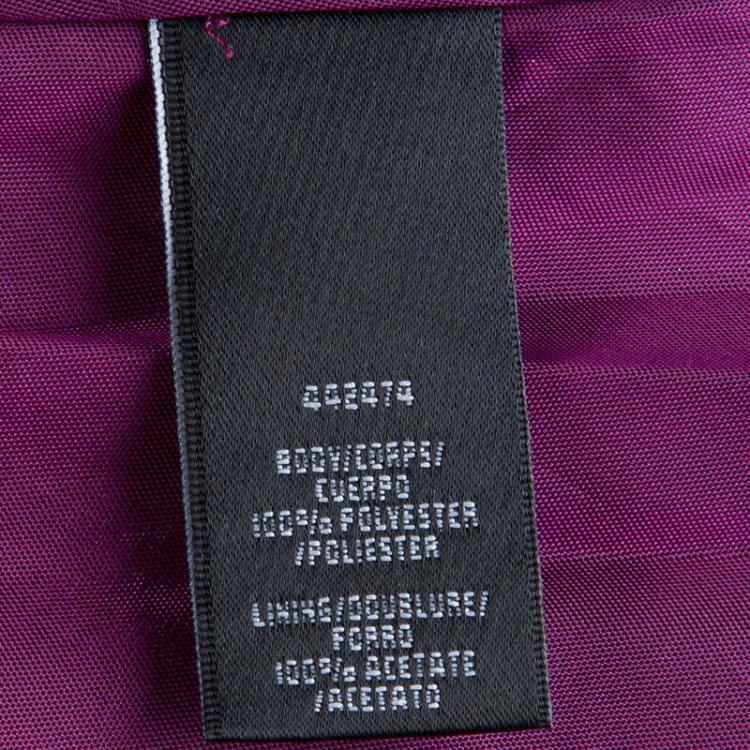 442474
BODY/CORPS/
CUERPO
100% POLYESTER
/POLIESTER
LINING/DOUBLURE/
FORRO
100% ACETATE
/ACETATO